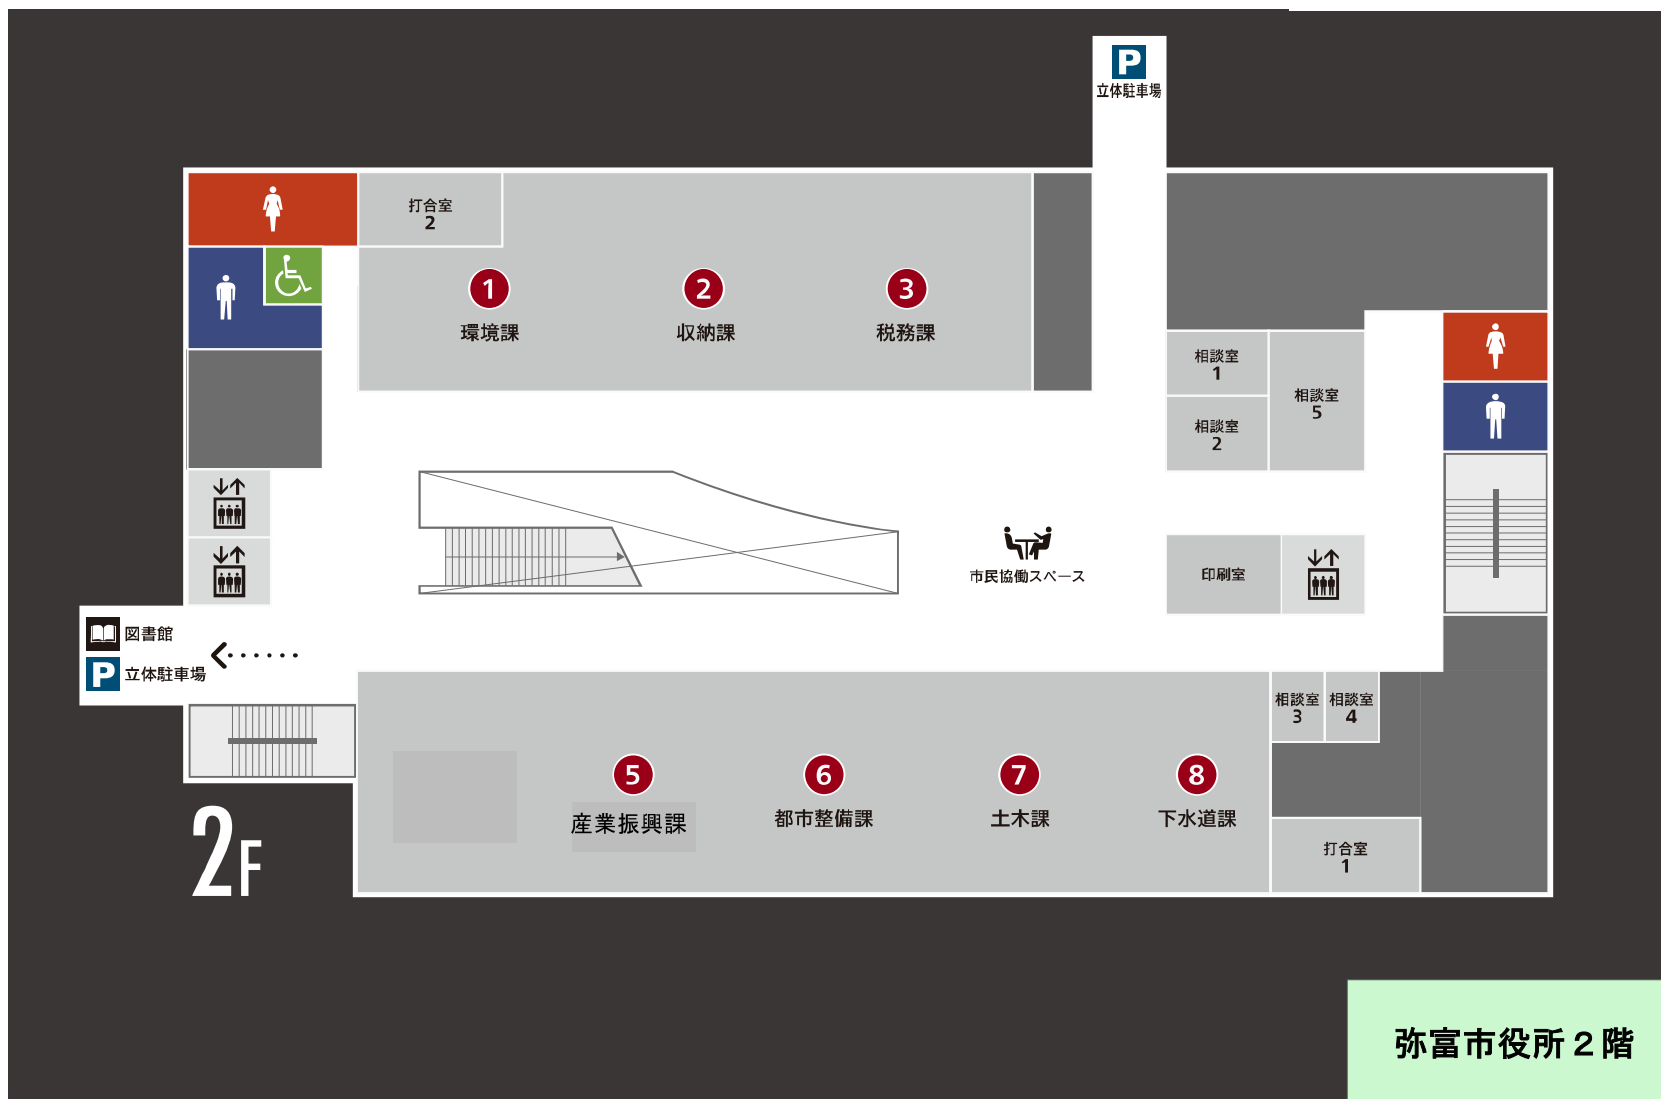 P
立体駐車場
打合室
2
1
2
3
環境課
収納課
税務課
相談室
1
相談室
2
相談室
5
市民協働スペース
印刷室
図書館
P
立体駐車場
相談室
3
相談室
4
5
6
7
8
産業振興課
都市整備課
土木課
下水道課
打合室
1
2F
弥富市役所２階